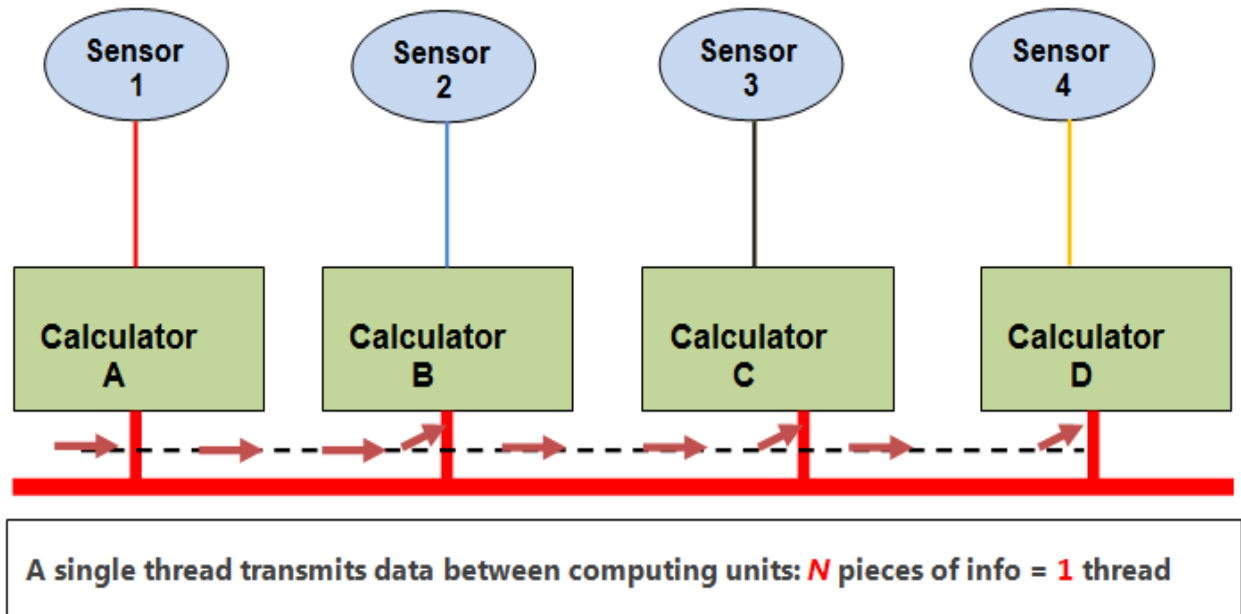 Sensor
1
Sensor
2
Sensor
3
Sensor
4
Calculator
A
Calculator
B
Calculator
C
Calculator
D
A single thread transmits data between computing units: N pieces of info = 1 thread